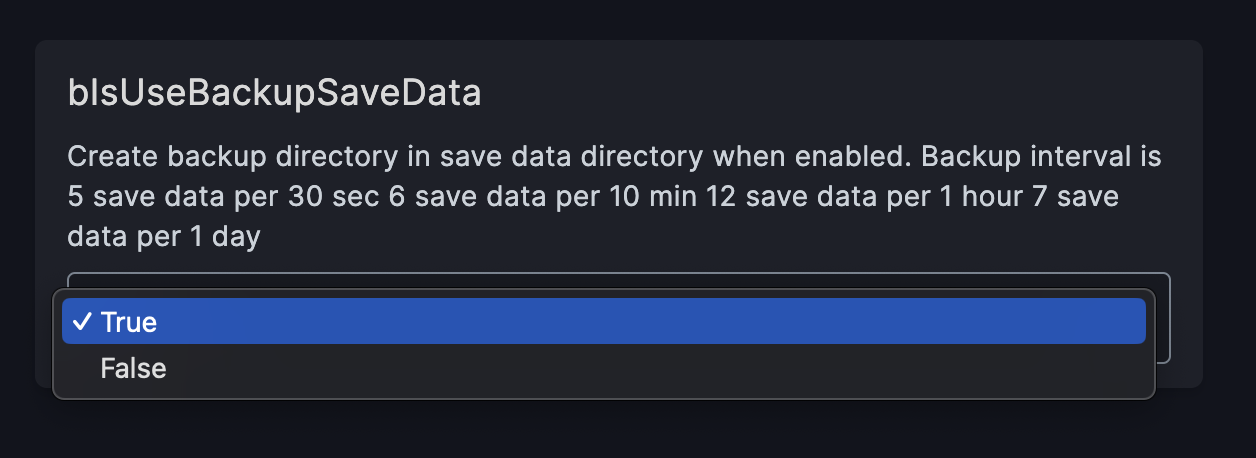 bIsUseBackupSaveData
Create backup directory in save data directory when enabled. Backup interval is
5 save data per 30 sec 6 save data per 10 min 12 save data per 1 hour 7 save
data per 1 day
✓ True
False